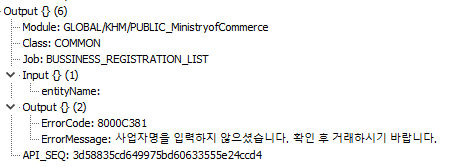 Output {} (6)
Module: GLOBAL/KHM/PUBLIC_MinistryofCommerce
Class: COMMON
Job: BUSSINESS_REGISTRATION_LIST
Input {} (1)
entityName:
Output {} (2)
ErrorCode: 8000C381
ErrorMessage: 사업자명을 입력하지 않으셨습니다. 확인 후 거래하시기 바랍니다.
API_SEQ: 3d58835cd649975bd60633555e24ccd4